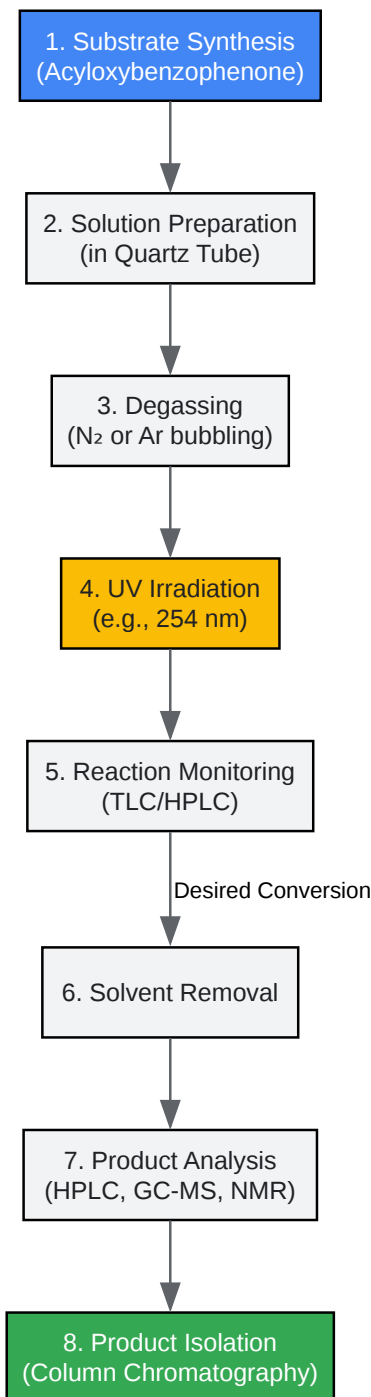 1. Substrate Synthesis
(Acyloxybenzophenone)
2. Solution Preparation
(in Quartz Tube)
3. Degassing
(N₂ or Ar bubbling)
4. UV Irradiation
(e.g., 254 nm)
5. Reaction Monitoring
(TLC/HPLC)
Desired Conversion
6. Solvent Removal
7. Product Analysis
(HPLC, GC-MS, NMR)
8. Product Isolation
(Column Chromatography)